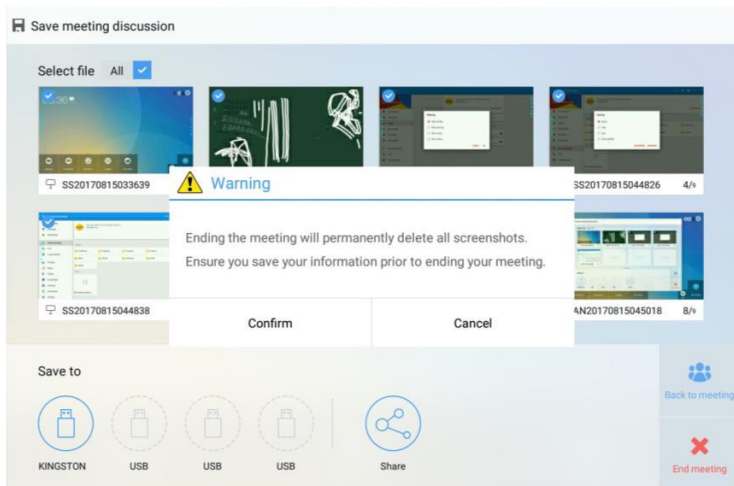 Save meeting discussion
Select file All
SS20170815033639
SS20170815044826 4/9
Warning
Ending the meeting will permanently delete all screenshots.
Ensure you save your information prior to ending your meeting.
Confirm Cancel
SS20170815044838
AN20170815045018 8/9
Save to
Back to meeting
KINGSTON USB USB USB Share
End meeting